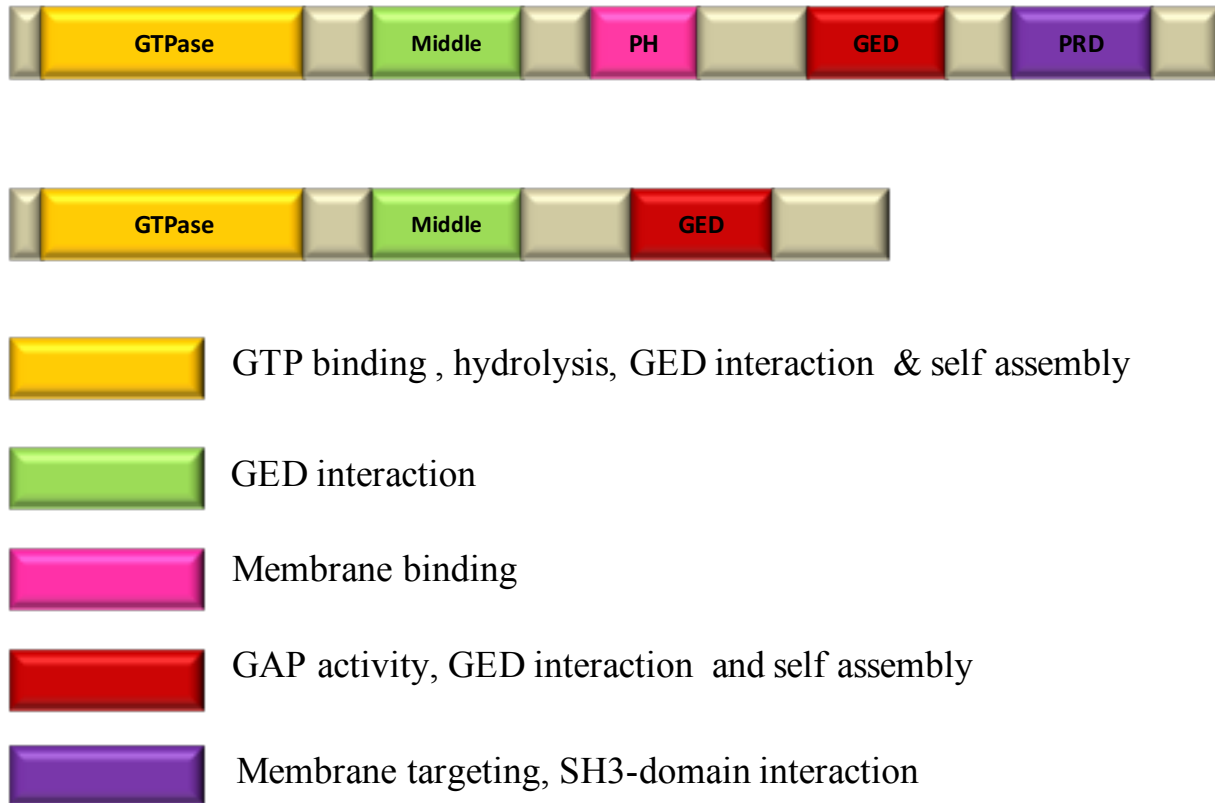 GTPase Middle PH GED PRD
GTPase Middle GED
GTP binding , hydrolysis, GED interaction & self assembly
GED interaction
Membrane binding
GAP activity, GED interaction and self assembly
Membrane targeting, SH3-domain interaction